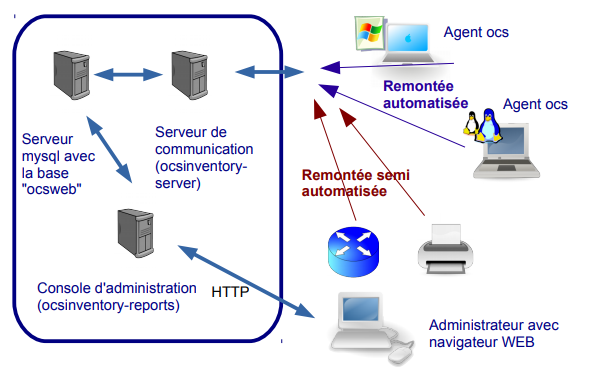 Agent ocs
Remontée
automatisée
Agent ocs
Serveur
mysql avec
la base
"ocsweb"
Serveur de
communication
(ocsinventory-
server)
Remontée semi
automatisée
Console d'administration
(ocsinventory-reports)
HTTP
Administrateur avec
navigateur WEB